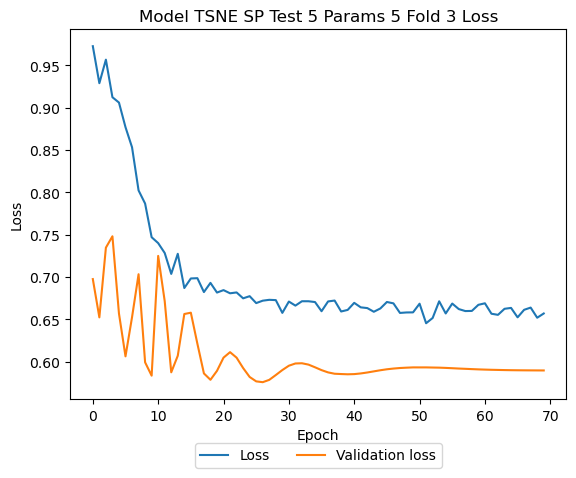 Model TSNE SP Test 5 Params 5 Fold 3 Loss
0.95
0.90
0.85
0.80
0.75
0.70
0.65
0.60
Loss
0 10 20 30 40 50 60 70
Epoch
Loss Validation loss